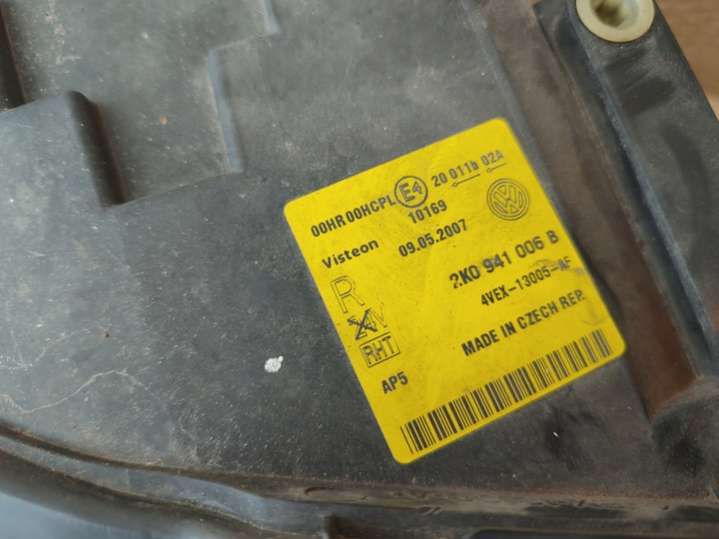 00HR 00HCPL E4 20 011b 02A
10169
Visteon 09.05.2007
R
2K0 941 006 B
4VEX-13005-AF
RHT
AP5 MADE IN CZECH REP.